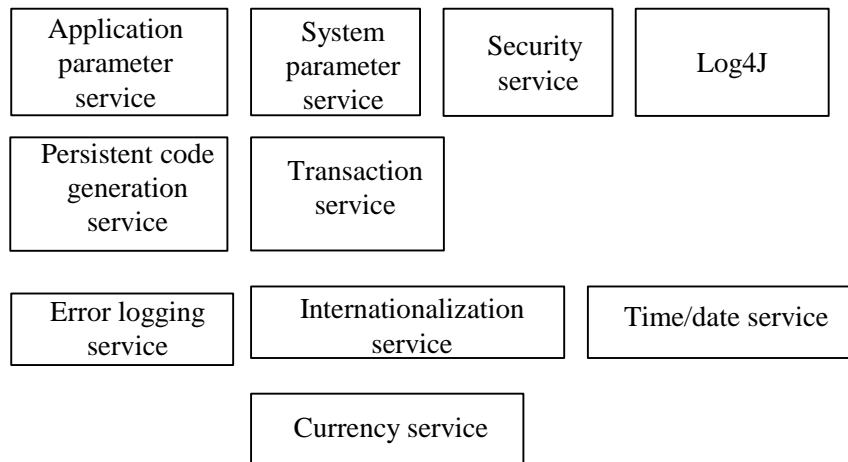 Application
parameter
service
System
parameter
service
Security
service
Log4J
Persistent code
generation
service
Transaction
service
Error logging
service
Internationalization
service
Time/date service
Currency service